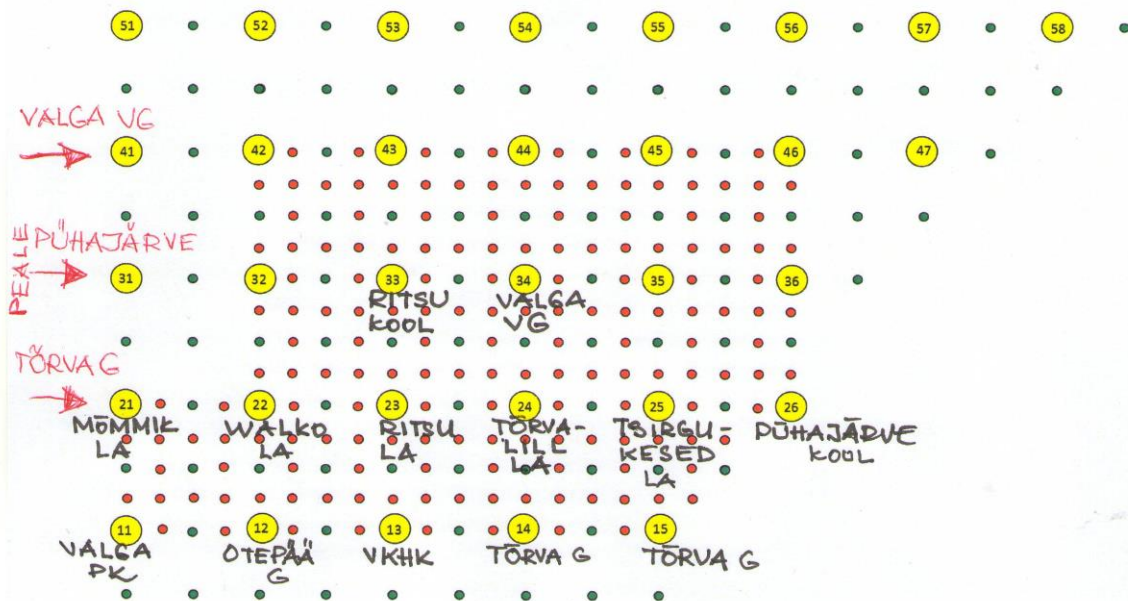 51 52 53 54 55 56 57 58
VALGA VG
41 42 43 44 45 46 47
PÜHAJÄRVE
PEALE
31 32 33 34 35 36
RITSU KOOL
VALGA VG
TÕRVA G
21 22 23 24 25 26
MÕMMIK LA
WALKO LA
RITSU LA
TÕRVA-
LILL
LA
TSIRGU-
KESED
LA
PÜHAJÄRVE
KOOL
11 12 13 14 15
VALGA
PK
OTEPÄÄ
G
VKHK
TÕRVA G
TÕRVA G